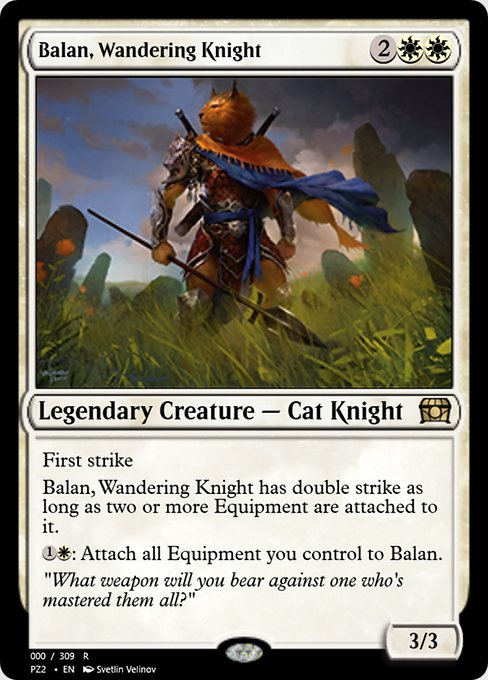 Balan, Wandering Knight 2
Legendary Creature — Cat Knight
First strike
Balan, Wandering Knight has double strike as
long as two or more Equipment are attached to
it.
1: Attach all Equipment you control to Balan.
"What weapon will you bear against one who's
mastered them all?"
3/3
000 / 309 R
PZ2 • EN Svetlin Velinov